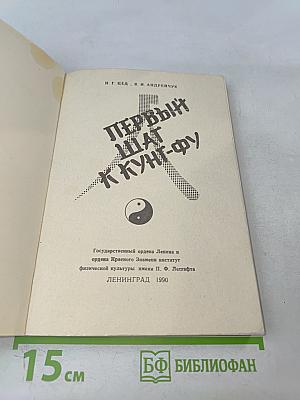 И. Г. КЕЦ, В. И. АНДРЕЙЧУК
ПЕРВЫЙ
ШАГ
К КУНГ-ФУ
Государственный ордена Ленина и
ордена Красного Знамени институт
физической культуры имени П. Ф. Лесгафта
ЛЕНИНГРАД 1990
15 см
БФ БИБЛИОФАН